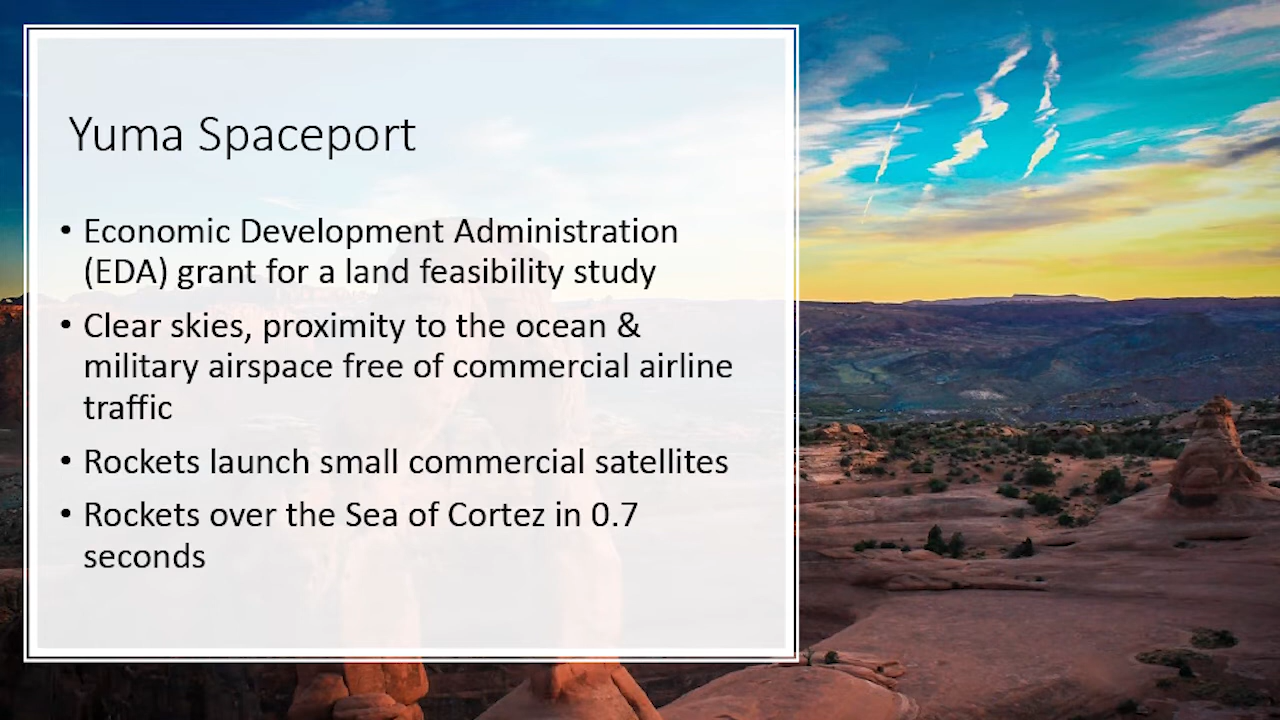 Yuma Spaceport
• Economic Development Administration
(EDA) grant for a land feasibility study
• Clear skies, proximity to the ocean &
military airspace free of commercial airline
traffic
• Rockets launch small commercial satellites
• Rockets over the Sea of Cortez in 0.7
seconds